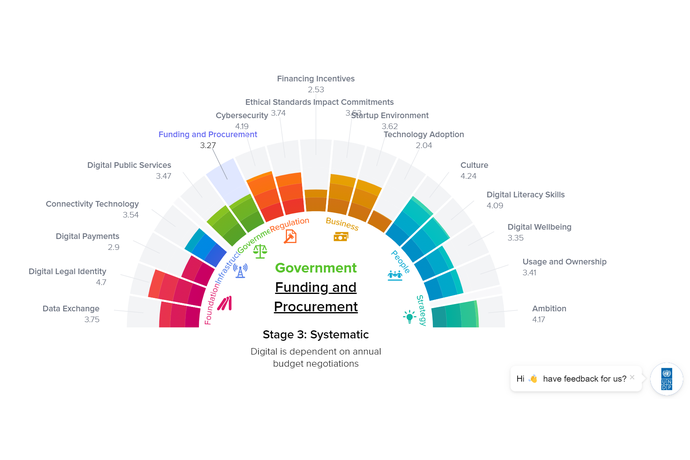 Financing Incentives
2.53
Ethical Standards
3.74
Impact Commitments
3.63
Cybersecurity
4.19
Startup Environment
3.62
Funding and Procurement
3.27
Technology Adoption
2.04
Digital Public Services
3.47
Culture
4.24
Connectivity Technology
3.54
Digital Literacy Skills
4.09
Digital Payments
2.9
Digital Wellbeing
3.35
Digital Legal Identity
4.7
Usage and Ownership
3.41
Data Exchange
3.75
Ambition
4.17
Foundation
Infrastruct
Governme
Regulation
Business
People
Strategy
Government
Funding and
Procurement
Stage 3: Systematic
Digital is dependent on annual
budget negotiations
Hi 👋 have feedback for us? ×